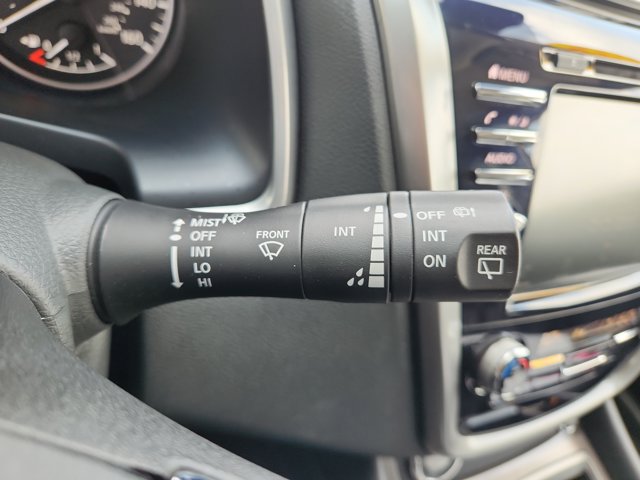 MIST
OFF
INT
LO
HI
FRONT
INT
OFF
INT
ON
REAR
MENU
AUDIO